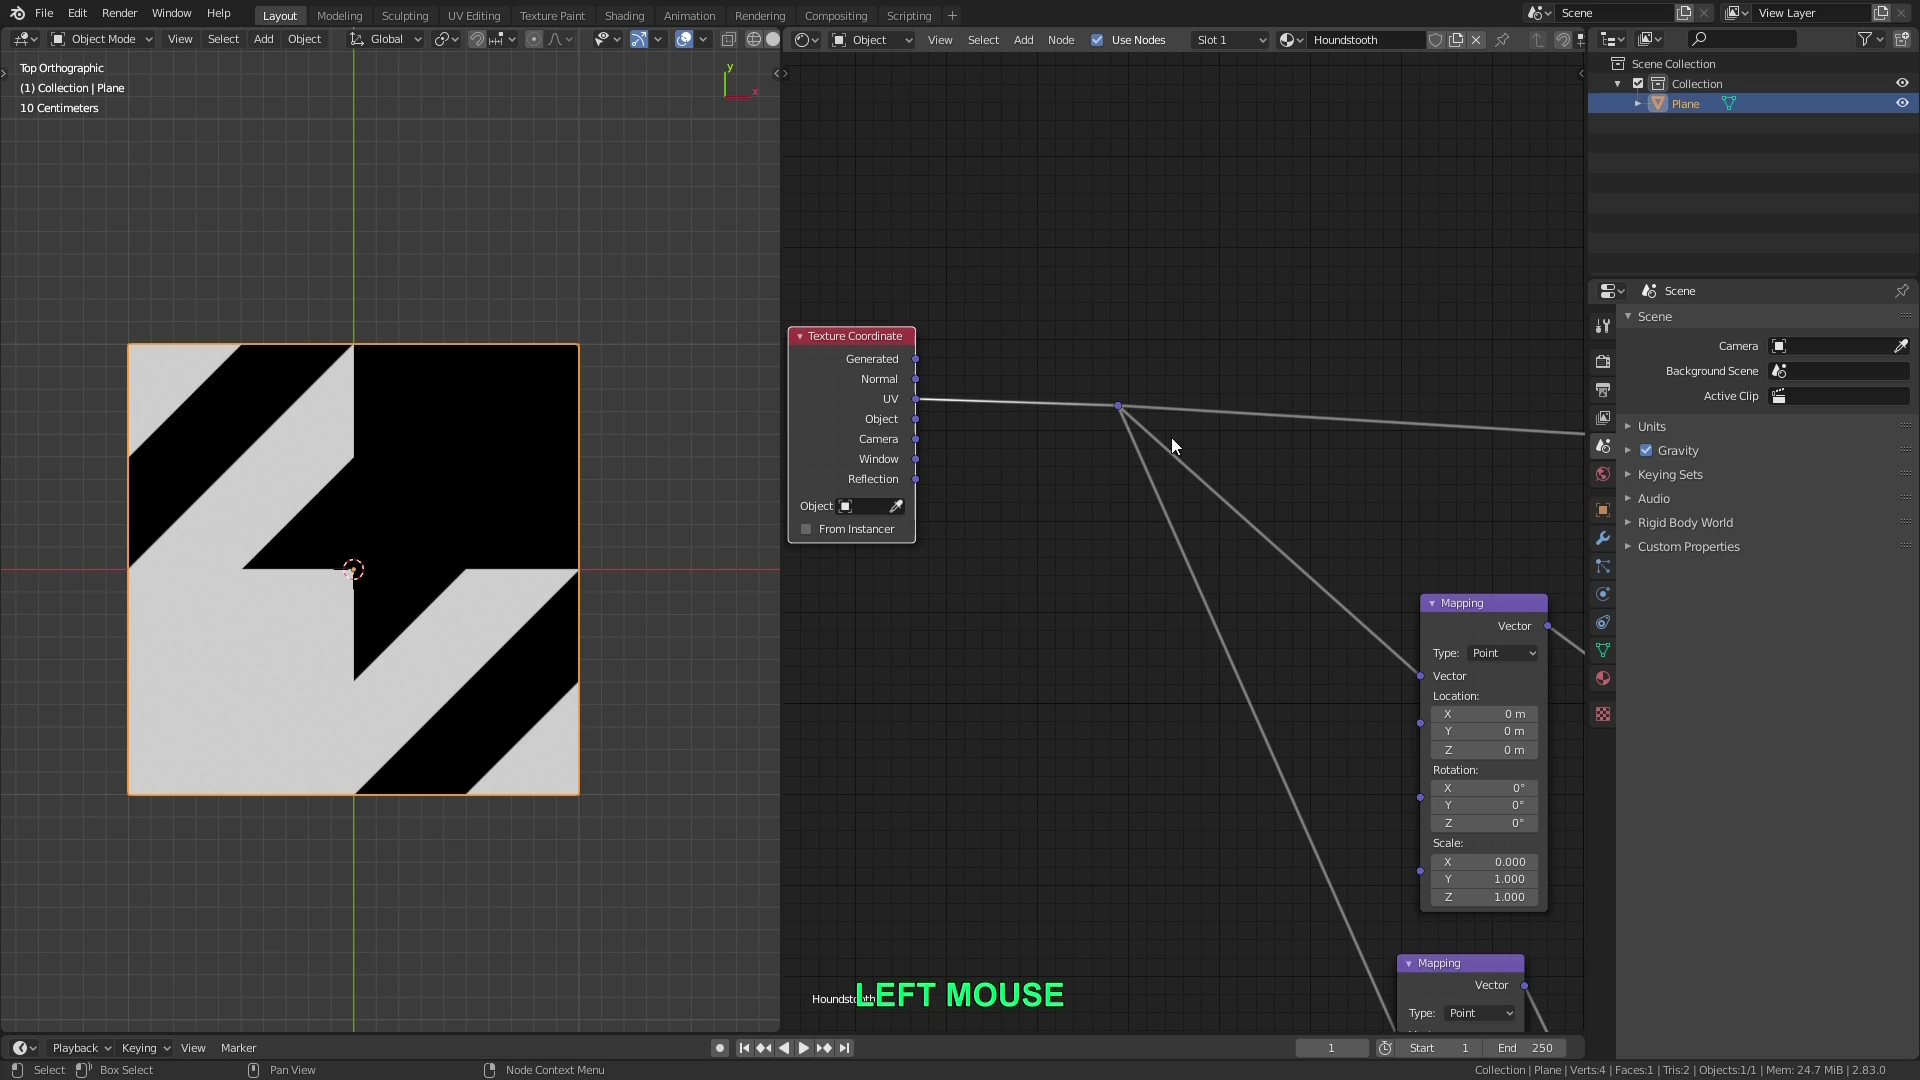 File Edit Render Window Help Layout Modeling Sculpting UV Editing Texture Paint Shading Animation Rendering Compositing Scripting + Scene View Layer
Object Mode View Select Add Object Global Object View Select Add Node Use Nodes Slot 1 Houndstooth
Top Orthographic
(1) Collection | Plane
10 Centimeters
y
x
Texture Coordinate
Generated
Normal
UV
Object
Camera
Window
Reflection
Object
From Instancer
Mapping
Vector
Type: Point
Vector
Location:
X 0 m
Y 0 m
Z 0 m
Rotation:
X 0°
Y 0°
Z 0°
Scale:
X 0.000
Y 1.000
Z 1.000
Mapping
Vector
Type: Point
LEFT MOUSE
Scene Collection
Collection
Plane
Scene
Scene
Camera
Background Scene
Active Clip
Units
Gravity
Keying Sets
Audio
Rigid Body World
Custom Properties
Playback Keying View Marker 1 Start 1 End 250
Select Box Select Pan View Node Context Menu Collection | Plane | Verts:4 | Faces:1 | Tris:2 | Objects:1/1 | Mem: 24.7 MiB | 2.83.0